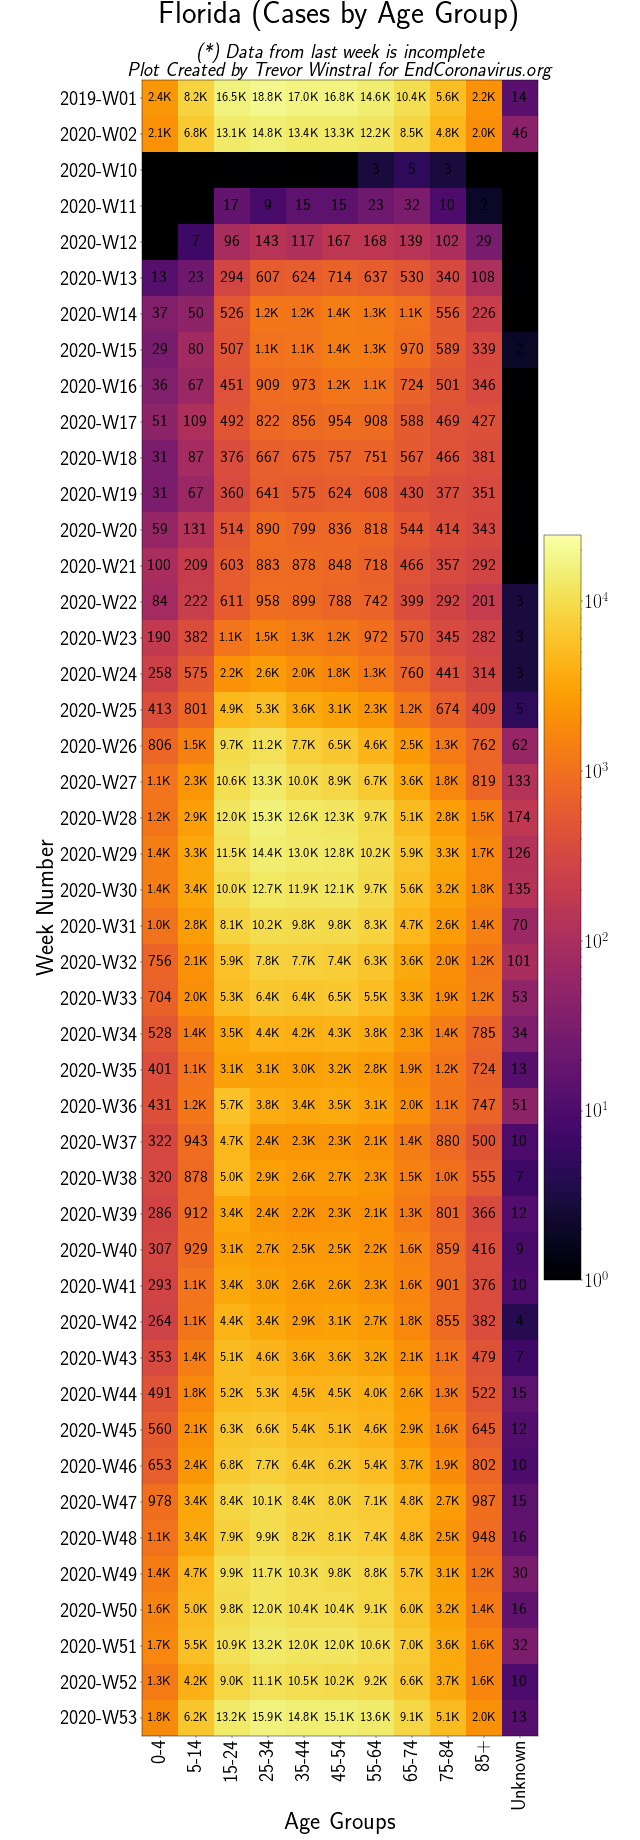 Florida (Cases by Age Group)
(*) Data from last week is incomplete
Plot Created by Trevor Winstral for EndCoronavirus.org
2019-W01 2.4K 8.2K 16.5K 18.8K 17.0K 16.8K 14.6K 10.4K 5.6K 2.2K 14
2020-W02 2.1K 6.8K 13.1K 14.8K 13.4K 13.3K 12.2K 8.5K 4.8K 2.0K 46
2020-W10 3 5 3
2020-W11 17 9 15 15 23 32 10 2
2020-W12 7 96 143 117 167 168 139 102 29
2020-W13 13 23 294 607 624 714 637 530 340 108
2020-W14 37 50 526 1.2K 1.2K 1.4K 1.3K 1.1K 556 226
2020-W15 29 80 507 1.1K 1.1K 1.4K 1.3K 970 589 339 2
2020-W16 36 67 451 909 973 1.2K 1.1K 724 501 346
2020-W17 51 109 492 822 856 954 908 588 469 427
2020-W18 31 87 376 667 675 757 751 567 466 381
2020-W19 31 67 360 641 575 624 608 430 377 351
2020-W20 59 131 514 890 799 836 818 544 414 343
2020-W21 100 209 603 883 878 848 718 466 357 292
2020-W22 84 222 611 958 899 788 742 399 292 201 3
2020-W23 190 382 1.1K 1.5K 1.3K 1.2K 972 570 345 282 3
2020-W24 258 575 2.2K 2.6K 2.0K 1.8K 1.3K 760 441 314 3
2020-W25 413 801 4.9K 5.3K 3.6K 3.1K 2.3K 1.2K 674 409 5
2020-W26 806 1.5K 9.7K 11.2K 7.7K 6.5K 4.6K 2.5K 1.3K 762 62
2020-W27 1.1K 2.3K 10.6K 13.3K 10.0K 8.9K 6.7K 3.6K 1.8K 819 133
2020-W28 1.2K 2.9K 12.0K 15.3K 12.6K 12.3K 9.7K 5.1K 2.8K 1.5K 174
2020-W29 1.4K 3.3K 11.5K 14.4K 13.0K 12.8K 10.2K 5.9K 3.3K 1.7K 126
2020-W30 1.4K 3.4K 10.0K 12.7K 11.9K 12.1K 9.7K 5.6K 3.2K 1.8K 135
2020-W31 1.0K 2.8K 8.1K 10.2K 9.8K 9.8K 8.3K 4.7K 2.6K 1.4K 70
2020-W32 756 2.1K 5.9K 7.8K 7.7K 7.4K 6.3K 3.6K 2.0K 1.2K 101
2020-W33 704 2.0K 5.3K 6.4K 6.4K 6.5K 5.5K 3.3K 1.9K 1.2K 53
2020-W34 528 1.4K 3.5K 4.4K 4.2K 4.3K 3.8K 2.3K 1.4K 785 34
2020-W35 401 1.1K 3.1K 3.1K 3.0K 3.2K 2.8K 1.9K 1.2K 724 13
2020-W36 431 1.2K 5.7K 3.8K 3.4K 3.5K 3.1K 2.0K 1.1K 747 51
2020-W37 322 943 4.7K 2.4K 2.3K 2.3K 2.1K 1.4K 880 500 10
2020-W38 320 878 5.0K 2.9K 2.6K 2.7K 2.3K 1.5K 1.0K 555 7
2020-W39 286 912 3.4K 2.4K 2.2K 2.3K 2.1K 1.3K 801 366 12
2020-W40 307 929 3.1K 2.7K 2.5K 2.5K 2.2K 1.6K 859 416 9
2020-W41 293 1.1K 3.4K 3.0K 2.6K 2.6K 2.3K 1.6K 901 376 10
2020-W42 264 1.1K 4.4K 3.4K 2.9K 3.1K 2.7K 1.8K 855 382 4
2020-W43 353 1.4K 5.1K 4.6K 3.6K 3.6K 3.2K 2.1K 1.1K 479 7
2020-W44 491 1.8K 5.2K 5.3K 4.5K 4.5K 4.0K 2.6K 1.3K 522 15
2020-W45 560 2.1K 6.3K 6.6K 5.4K 5.1K 4.6K 2.9K 1.6K 645 12
2020-W46 653 2.4K 6.8K 7.7K 6.4K 6.2K 5.4K 3.7K 1.9K 802 10
2020-W47 978 3.4K 8.4K 10.1K 8.4K 8.0K 7.1K 4.8K 2.7K 987 15
2020-W48 1.1K 3.4K 7.9K 9.9K 8.2K 8.1K 7.4K 4.8K 2.5K 948 16
2020-W49 1.4K 4.7K 9.9K 11.7K 10.3K 9.8K 8.8K 5.7K 3.1K 1.2K 30
2020-W50 1.6K 5.0K 9.8K 12.0K 10.4K 10.4K 9.1K 6.0K 3.2K 1.4K 16
2020-W51 1.7K 5.5K 10.9K 13.2K 12.0K 12.0K 10.6K 7.0K 3.6K 1.6K 32
2020-W52 1.3K 4.2K 9.0K 11.1K 10.5K 10.2K 9.2K 6.6K 3.7K 1.6K 10
2020-W53 1.8K 6.2K 13.2K 15.9K 14.8K 15.1K 13.6K 9.1K 5.1K 2.0K 13
0-4 5-14 15-24 25-34 35-44 45-54 55-64 65-74 75-84 85+ Unknown
Age Groups
Week Number
10⁴
10³
10²
10¹
10⁰